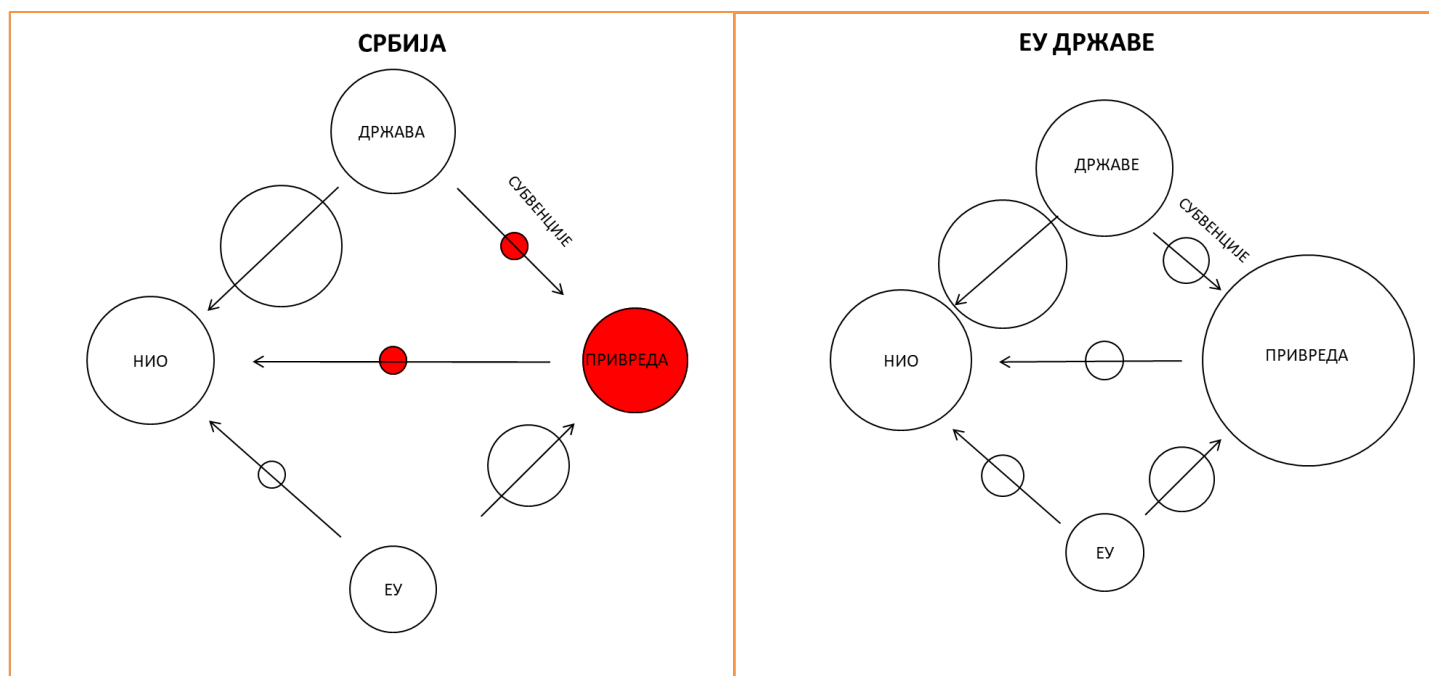 СРБИЈА
ДРЖАВА
СУБВЕНЦИЈЕ
НИО
ПРИВРЕДА
ЕУ
ЕУ ДРЖАВЕ
ДРЖАВЕ
СУБВЕНЦИЈЕ
НИО
ПРИВРЕДА
ЕУ